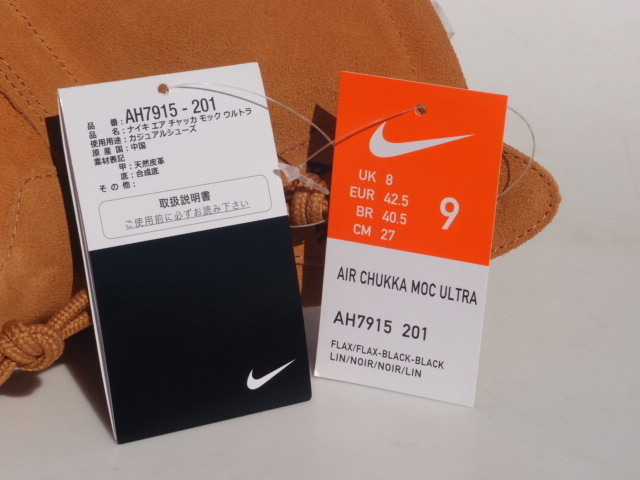 品 番: AH7915 - 201
品 名: ナイキ エア チャッカ モック ウルトラ
使用用途: カジュアルシューズ
原 産 国: 中国
素材表記
甲: 天然皮革
底: 合成底
そ の 他:
取扱説明書
ご使用前に必ずお読み下さい
UK 8
EUR 42.5
BR 40.5
CM 27
9
AIR CHUKKA MOC ULTRA
AH7915 201
FLAX/FLAX-BLACK-BLACK
LIN/NOIR/NOIR/LIN